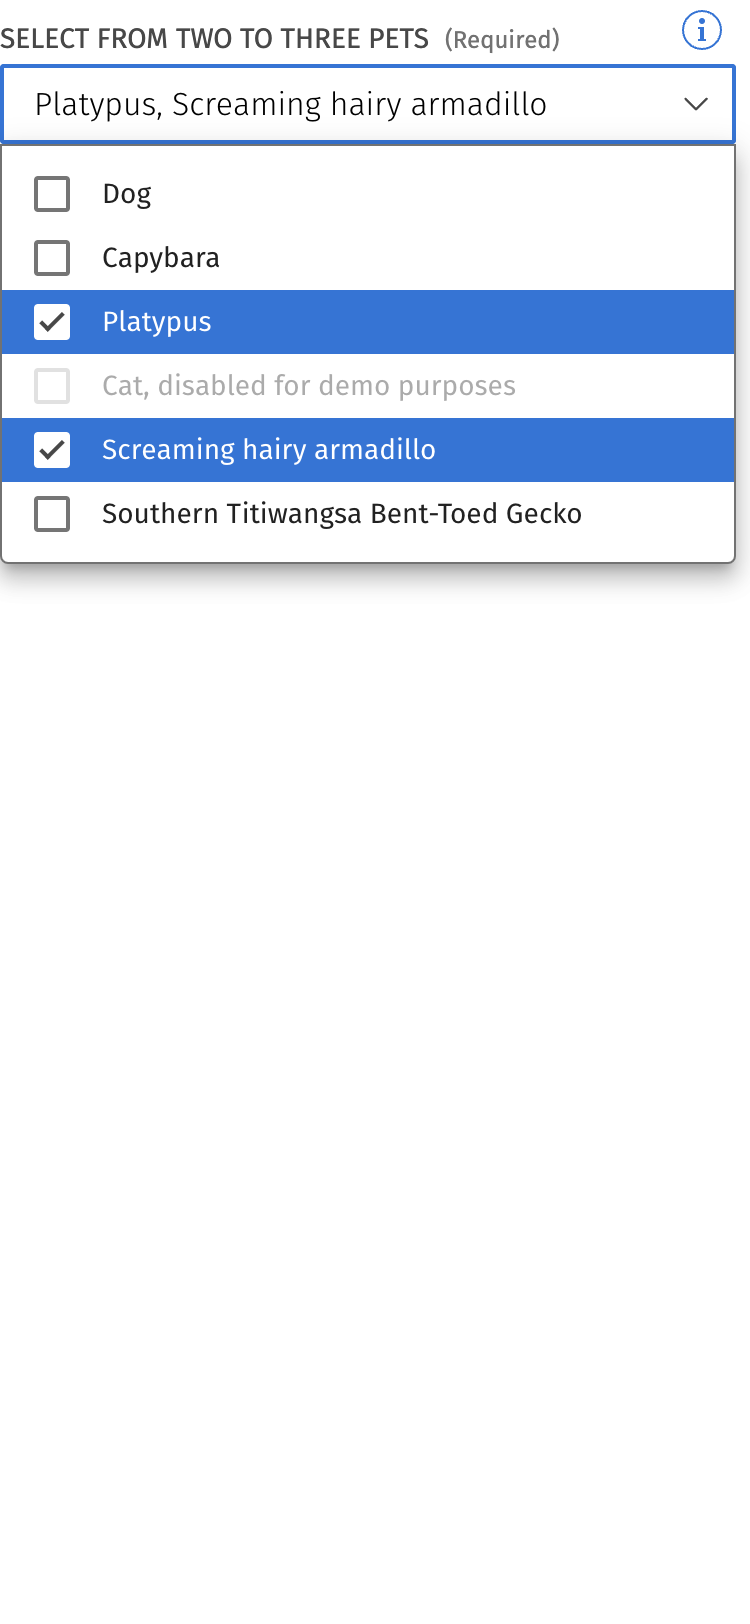 SELECT FROM TWO TO THREE PETS (Required)
Platypus, Screaming hairy armadillo
Dog
Capybara
Platypus
Cat, disabled for demo purposes
Screaming hairy armadillo
Southern Titiwangsa Bent-Toed Gecko